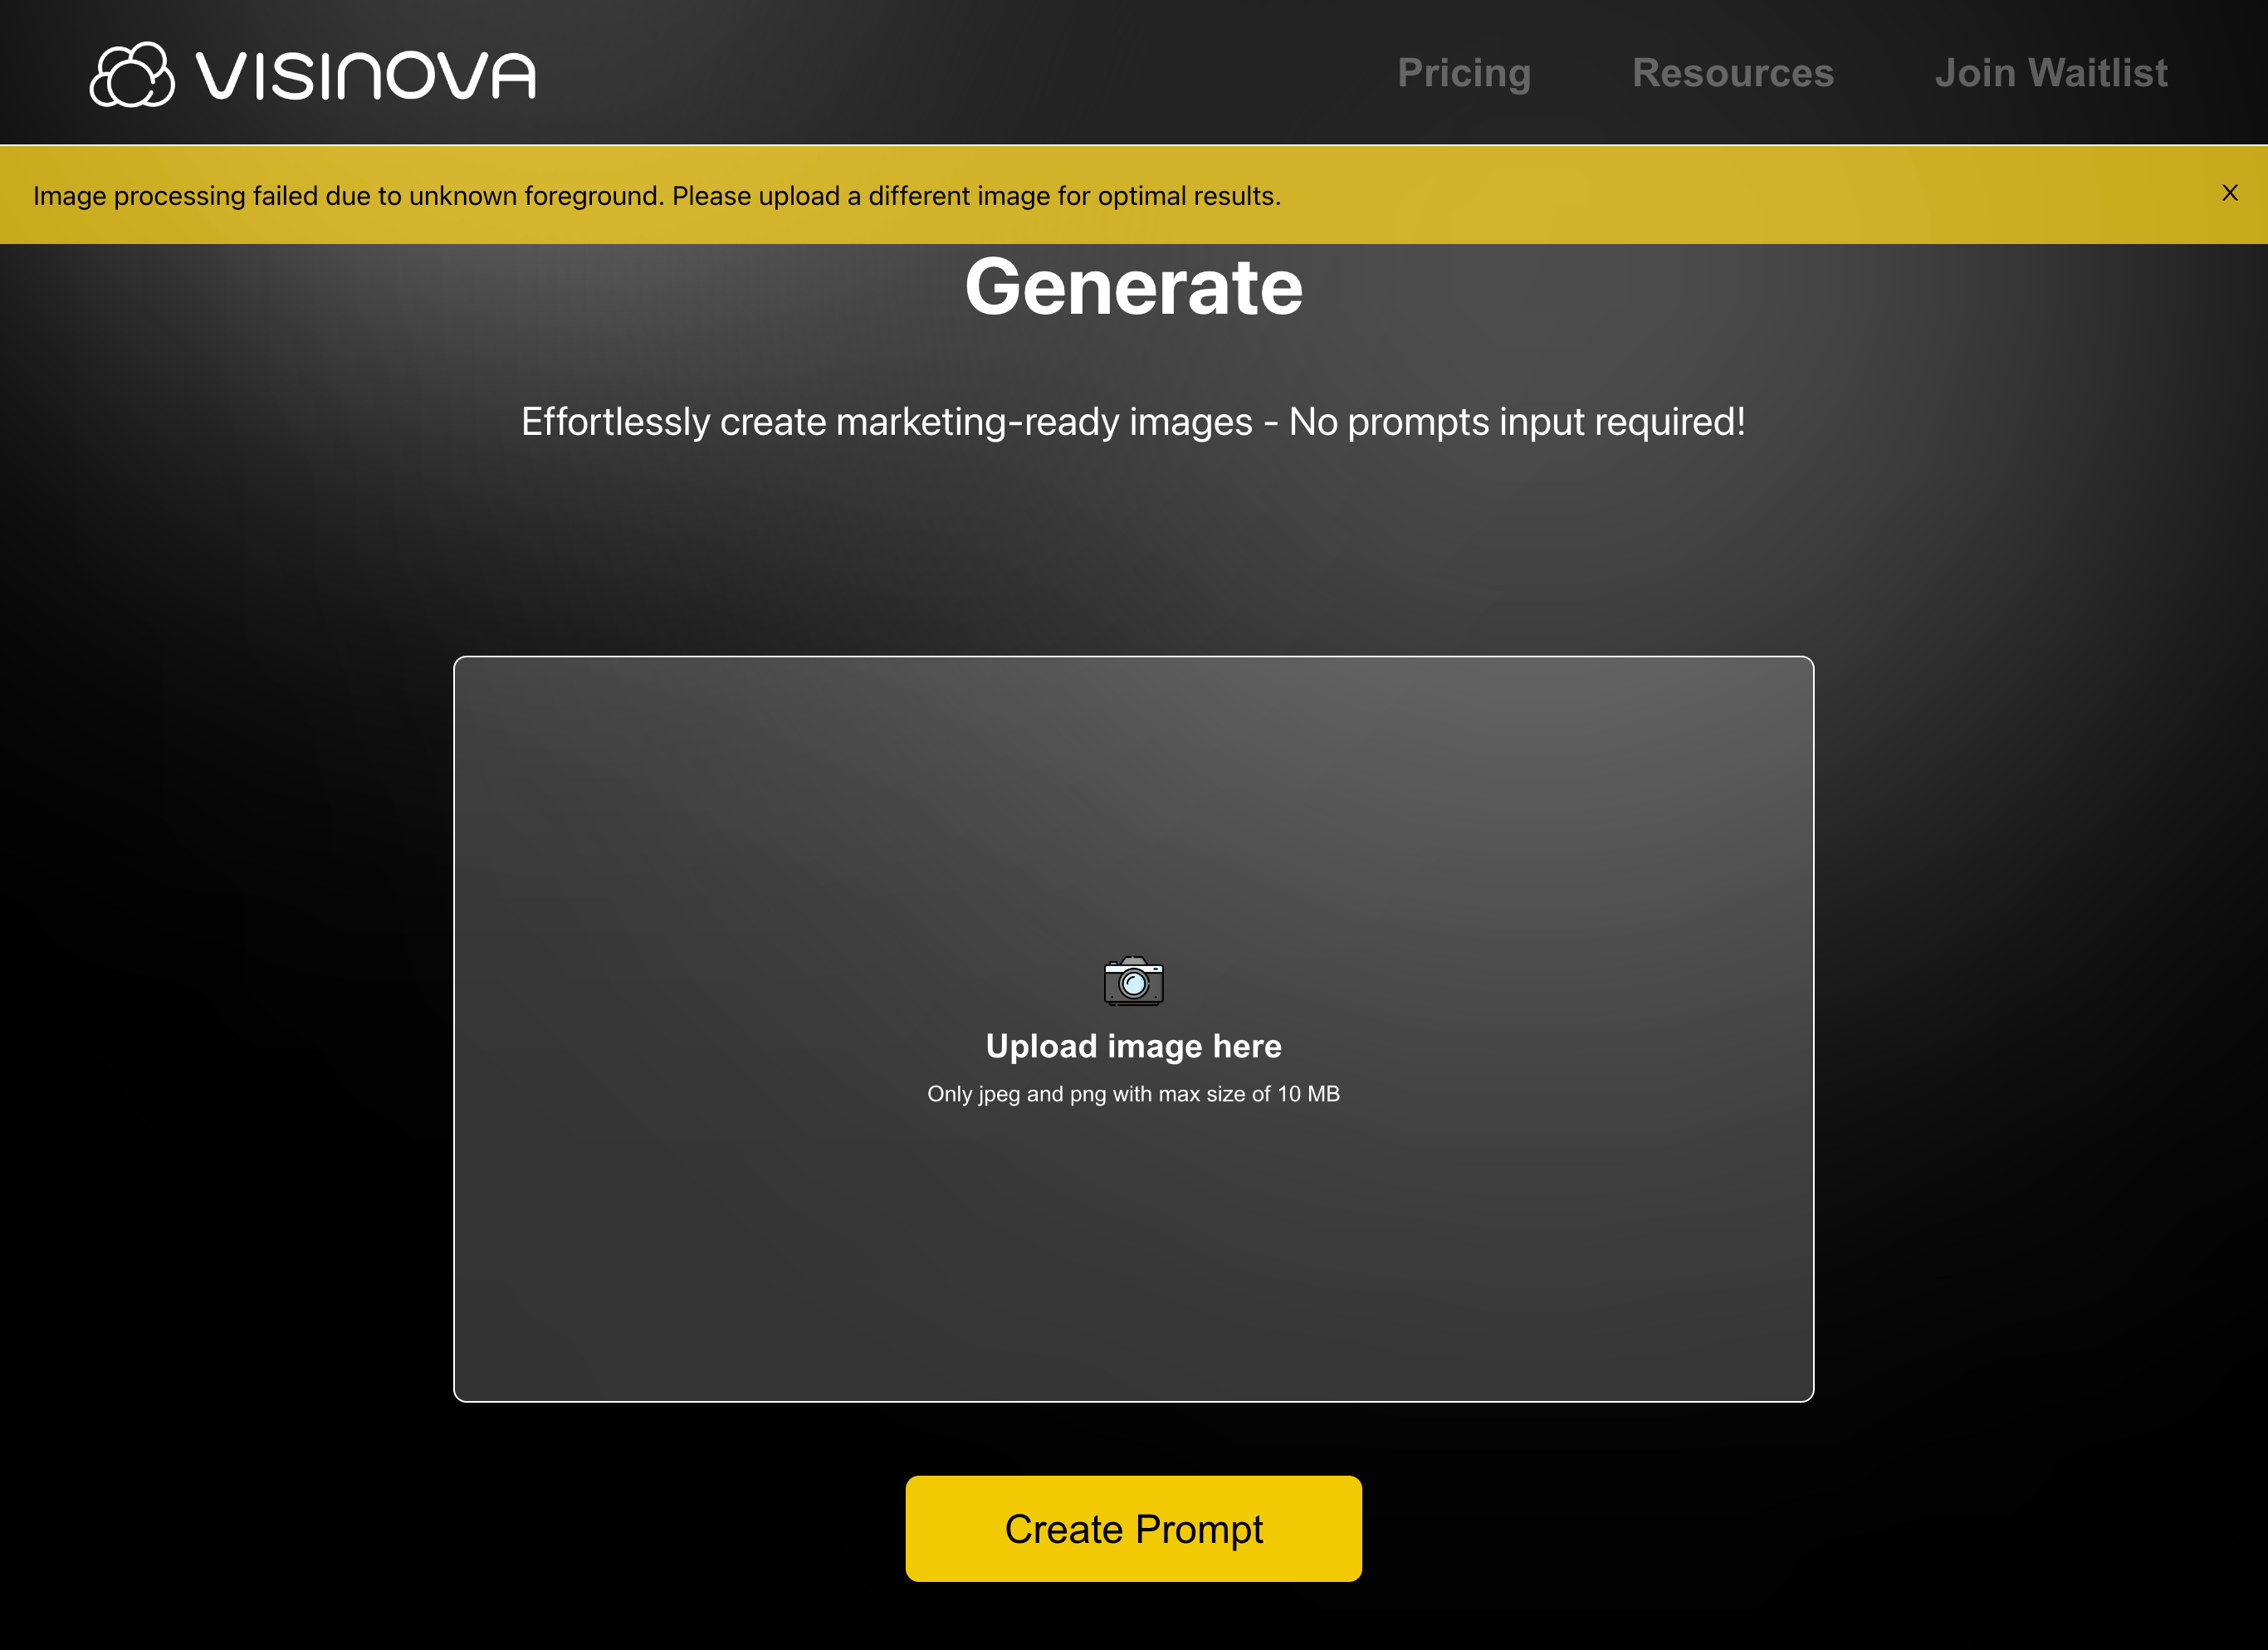 VISINOVA
Pricing
Resources
Join Waitlist
Image processing failed due to unknown foreground. Please upload a different image for optimal results.
X
Generate
Effortlessly create marketing-ready images - No prompts input required!
Upload image here
Only jpeg and png with max size of 10 MB
Create Prompt